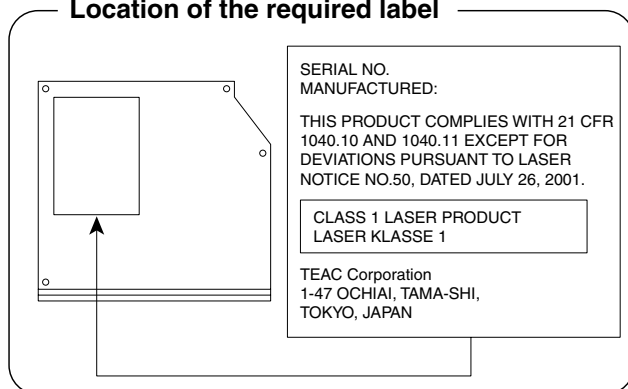 Location of the required label
SERIAL NO.
MANUFACTURED:
THIS PRODUCT COMPLIES WITH 21 CFR
1040.10 AND 1040.11 EXCEPT FOR
DEVIATIONS PURSUANT TO LASER
NOTICE NO.50, DATED JULY 26, 2001.
CLASS 1 LASER PRODUCT
LASER KLASSE 1
TEAC Corporation
1-47 OCHIAI, TAMA-SHI,
TOKYO, JAPAN